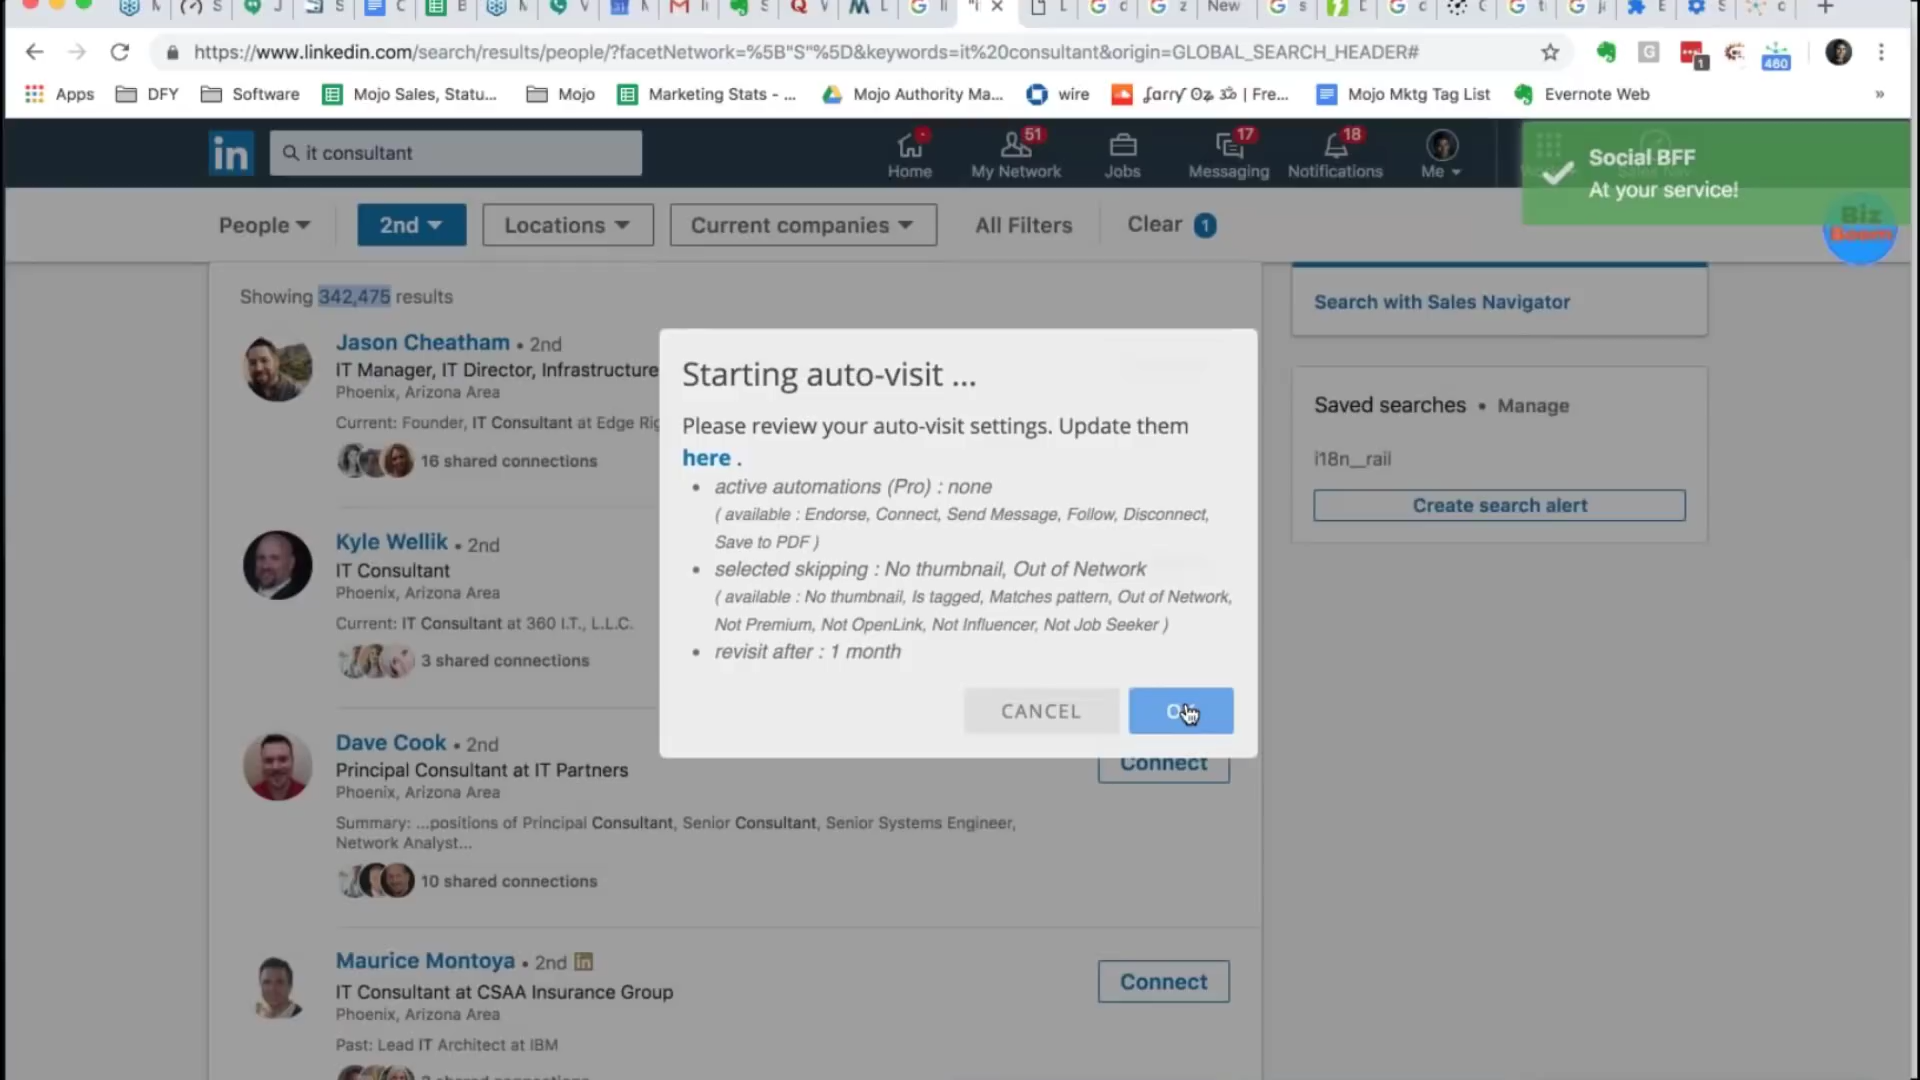 https://www.linkedin.com/search/results/people/?facetNetwork=%5B"S"%5D&keywords=it%20consultant&origin=GLOBAL_SEARCH_HEADER#
1
460
Apps DFY Software Mojo Sales, Statu... Mojo Marketing Stats - ... Mojo Authority Ma... wire | Fre... Mojo Mktg Tag List Evernote Web »
in it consultant
51 17 18
Home My Network Jobs Messaging Notifications Me
Social BFF
At your service!
People 2nd Locations Current companies All Filters Clear 1
Biz
Showing 342,475 results
Search with Sales Navigator
Jason Cheatham • 2nd
IT Manager, IT Director, Infrastructure
Phoenix, Arizona Area
Current: Founder, IT Consultant at Edge Rig
16 shared connections
Kyle Wellik • 2nd
IT Consultant
Phoenix, Arizona Area
Current: IT Consultant at 360 I.T., L.L.C.
3 shared connections
Dave Cook • 2nd
Principal Consultant at IT Partners
Phoenix, Arizona Area
Summary: ...positions of Principal Consultant, Senior Consultant, Senior Systems Engineer,
Network Analyst...
10 shared connections
Connect
Maurice Montoya • 2nd in
IT Consultant at CSAA Insurance Group
Phoenix, Arizona Area
Past: Lead IT Architect at IBM
Connect
Starting auto-visit ...
Please review your auto-visit settings. Update them
here .
• active automations (Pro) : none
( available : Endorse, Connect, Send Message, Follow, Disconnect,
Save to PDF )
• selected skipping : No thumbnail, Out of Network
( available : No thumbnail, Is tagged, Matches pattern, Out of Network,
Not Premium, Not OpenLink, Not Influencer, Not Job Seeker )
• revisit after : 1 month
CANCEL
Saved searches • Manage
i18n__rail
Create search alert